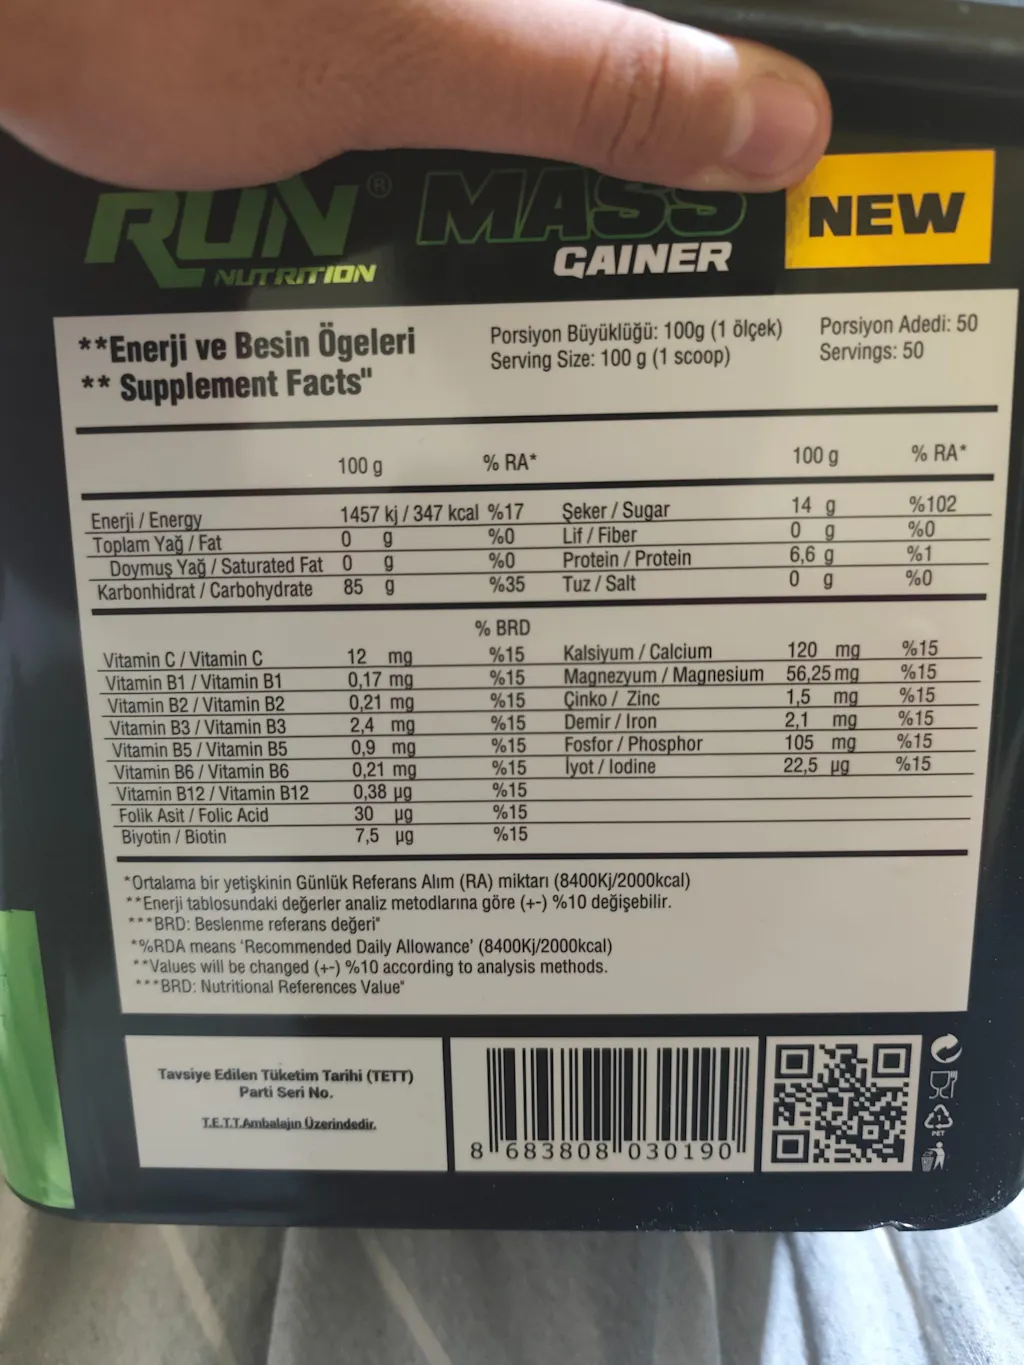 RUN® NUTRITION
MASS GAINER
NEW
**Enerji ve Besin Ögeleri
** Supplement Facts"
Porsiyon Büyüklüğü: 100g (1 ölçek)
Serving Size: 100 g (1 scoop)
Porsiyon Adedi: 50
Servings: 50
100 g % RA* 100 g % RA*
Enerji / Energy 1457 kj / 347 kcal %17 Şeker / Sugar 14 g %102
Toplam Yağ / Fat 0 g %0 Lif / Fiber 0 g %0
Doymuş Yağ / Saturated Fat 0 g %0 Protein / Protein 6,6 g %1
Karbonhidrat / Carbohydrate 85 g %35 Tuz / Salt 0 g %0
% BRD
Vitamin C / Vitamin C 12 mg %15 Kalsiyum / Calcium 120 mg %15
Vitamin B1 / Vitamin B1 0,17 mg %15 Magnezyum / Magnesium 56,25 mg %15
Vitamin B2 / Vitamin B2 0,21 mg %15 Çinko / Zinc 1,5 mg %15
Vitamin B3 / Vitamin B3 2,4 mg %15 Demir / Iron 2,1 mg %15
Vitamin B5 / Vitamin B5 0,9 mg %15 Fosfor / Phosphor 105 mg %15
Vitamin B6 / Vitamin B6 0,21 mg %15 İyot / Iodine 22,5 µg %15
Vitamin B12 / Vitamin B12 0,38 µg %15
Folik Asit / Folic Acid 30 µg %15
Biyotin / Biotin 7,5 µg %15
*Ortalama bir yetişkinin Günlük Referans Alım (RA) miktarı (8400Kj/2000kcal)
**Enerji tablosundaki değerler analiz metodlarına göre (+-) %10 değişebilir.
***BRD: Beslenme referans değeri"
*%RDA means 'Recommended Daily Allowance' (8400Kj/2000kcal)
**Values will be changed (+-) %10 according to analysis methods.
***BRD: Nutritional References Value"
Tavsiye Edilen Tüketim Tarihi (TETT)
Parti Seri No.
T.E.T.T.Ambalajın Üzerindedir.
8 683808 030190
PET